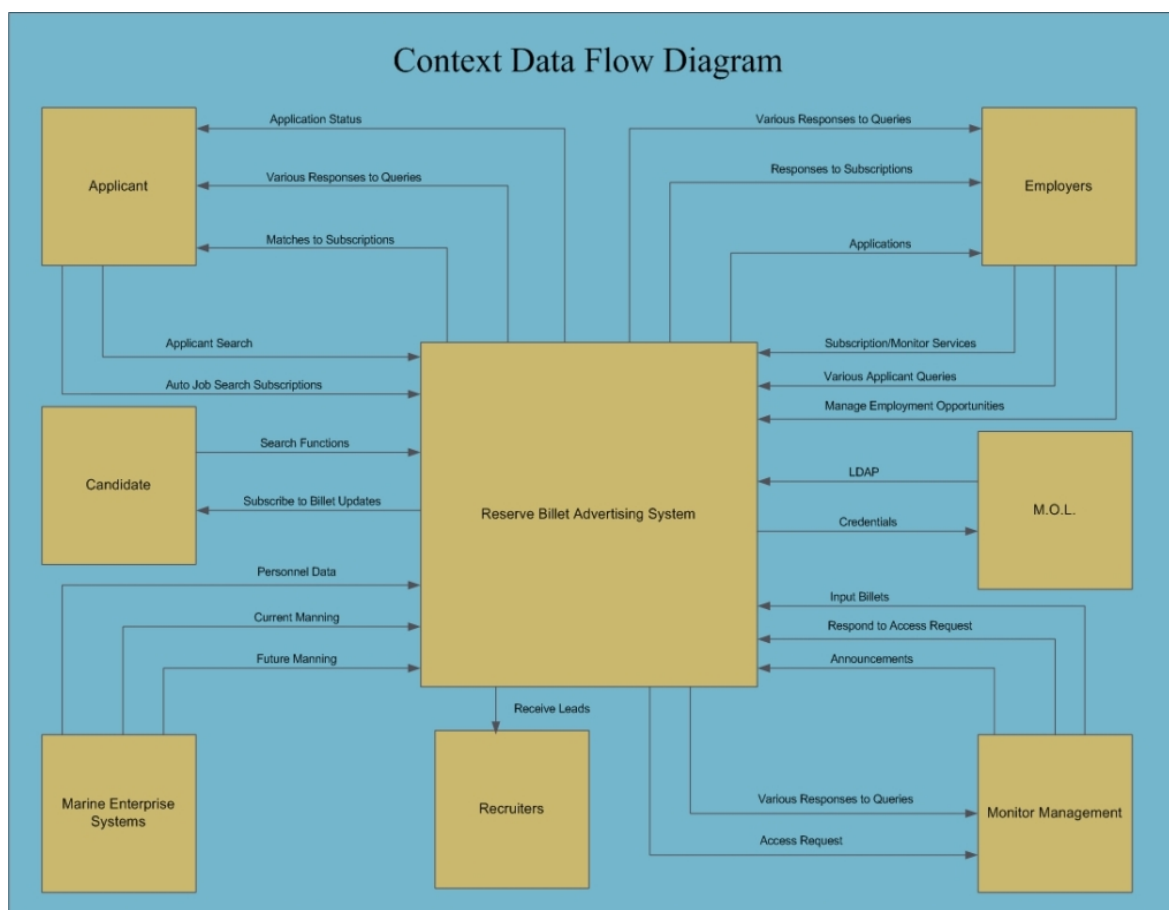 Context Data Flow Diagram
Application Status
Various Responses to Queries
Various Responses to Queries
Responses to Subscriptions
Applicant
Employers
Matches to Subscriptions
Applications
Applicant Search
Subscription/Monitor Services
Auto Job Search Subscriptions
Various Applicant Queries
Manage Employment Opportunities
Search Functions
Candidate
Subscribe to Billet Updates
Reserve Billet Advertising System
LDAP
M.O.L.
Credentials
Personnel Data
Current Manning
Future Manning
Input Billets
Respond to Access Request
Announcements
Receive Leads
Marine Enterprise
Systems
Recruiters
Various Responses to Queries
Monitor Management
Access Request